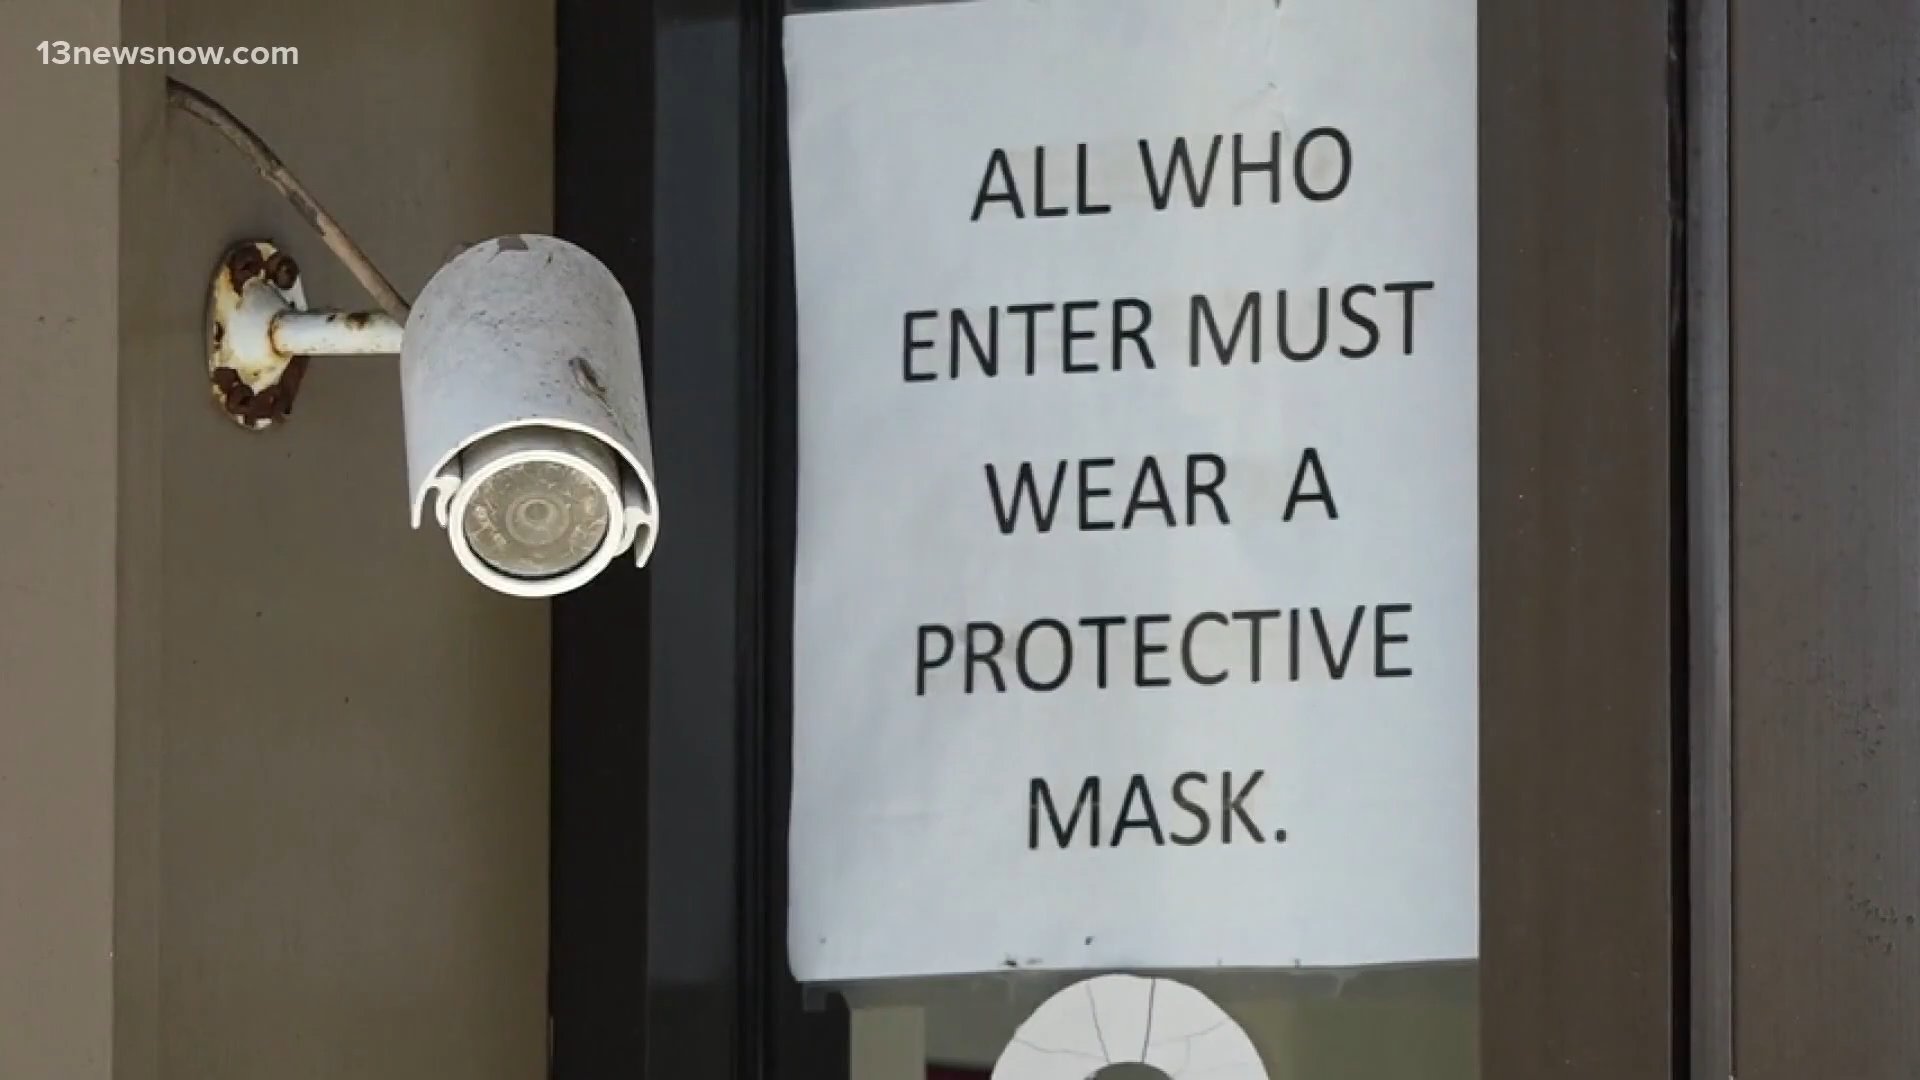 13newsnow.com
ALL WHO
ENTER MUST
WEAR A
PROTECTIVE
MASK.